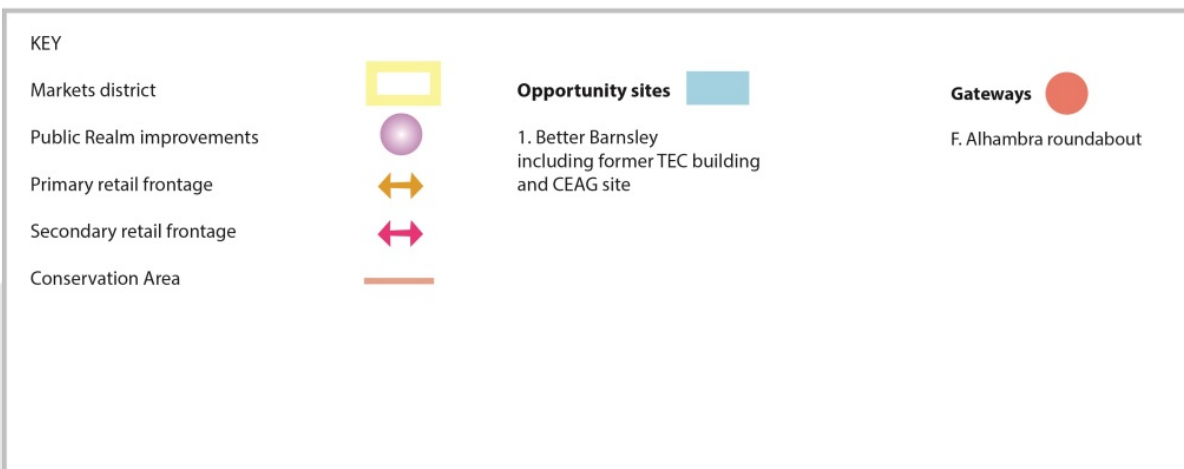 KEY
Markets district
Public Realm improvements
Primary retail frontage
Secondary retail frontage
Conservation Area
Opportunity sites
1. Better Barnsley
including former TEC building
and CEAG site
Gateways
F. Alhambra roundabout